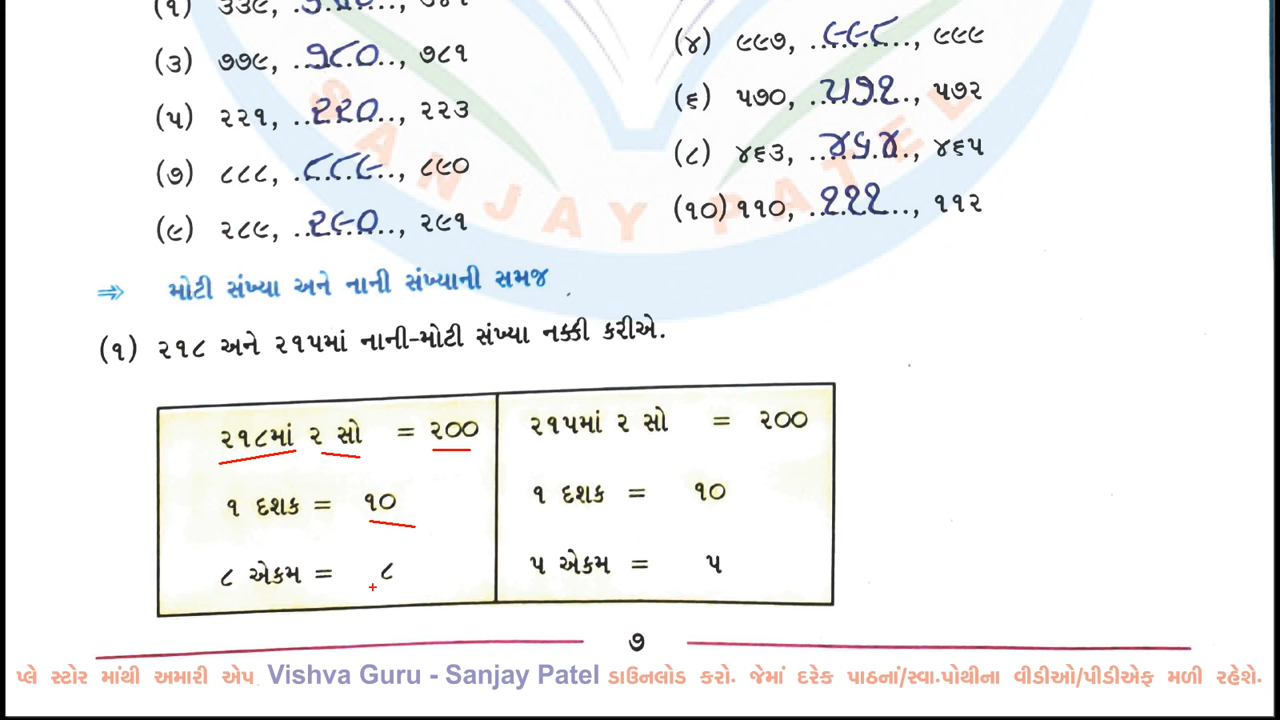 (૩) ૭૭૯, ..૭૮૦.., ૭૮૧
(૪) ૯૯૭, ..૯૯૮.., ૯૯૯
(૫) ૨૨૧, ..૨૨૦.., ૨૨૩
(૬) ૫૭૦, ..૫૭૧.., ૫૭૨
(૭) ૮૮૮, ..૮૮૯.., ૮૯૦
(૮) ૪૬૩, ..૪૬૪.., ૪૬૫
(૯) ૨૮૯, ..૨૯૦.., ૨૯૧
(૧૦) ૧૧૦, ..૧૧૧.., ૧૧૨
SANJAY PATEL
⇒ મોટી સંખ્યા અને નાની સંખ્યાની સમજ
(૧) ૨૧૮ અને ૨૧૫માં નાની-મોટી સંખ્યા નક્કી કરીએ.
૨૧૮માં ૨ સો = ૨૦૦
૧ દશક = ૧૦
૮ એકમ = ૮
૨૧૫માં ૨ સો = ૨૦૦
૧ દશક = ૧૦
૫ એકમ = ૫
૭
પ્લે સ્ટોર માંથી અમારી એપ Vishva Guru - Sanjay Patel ડાઉનલોડ કરો. જેમાં દરેક પાઠનાં/સ્વા.પોથીના વીડીઓ/પીડીએફ મળી રહેશે.